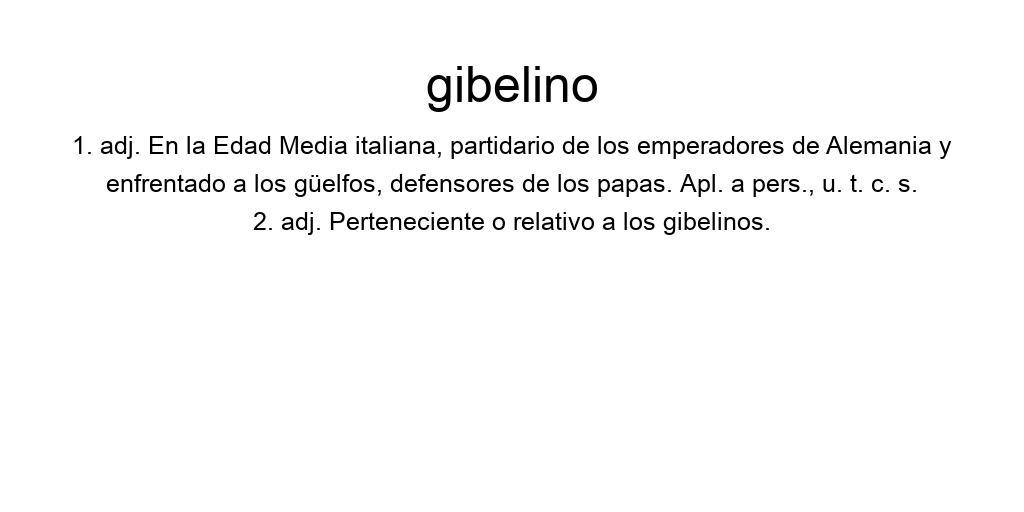 gibelino
1. adj. En la Edad Media italiana, partidario de los emperadores de Alemania y
enfrentado a los güelfos, defensores de los papas. Apl. a pers., u. t. c. s.
2. adj. Perteneciente o relativo a los gibelinos.